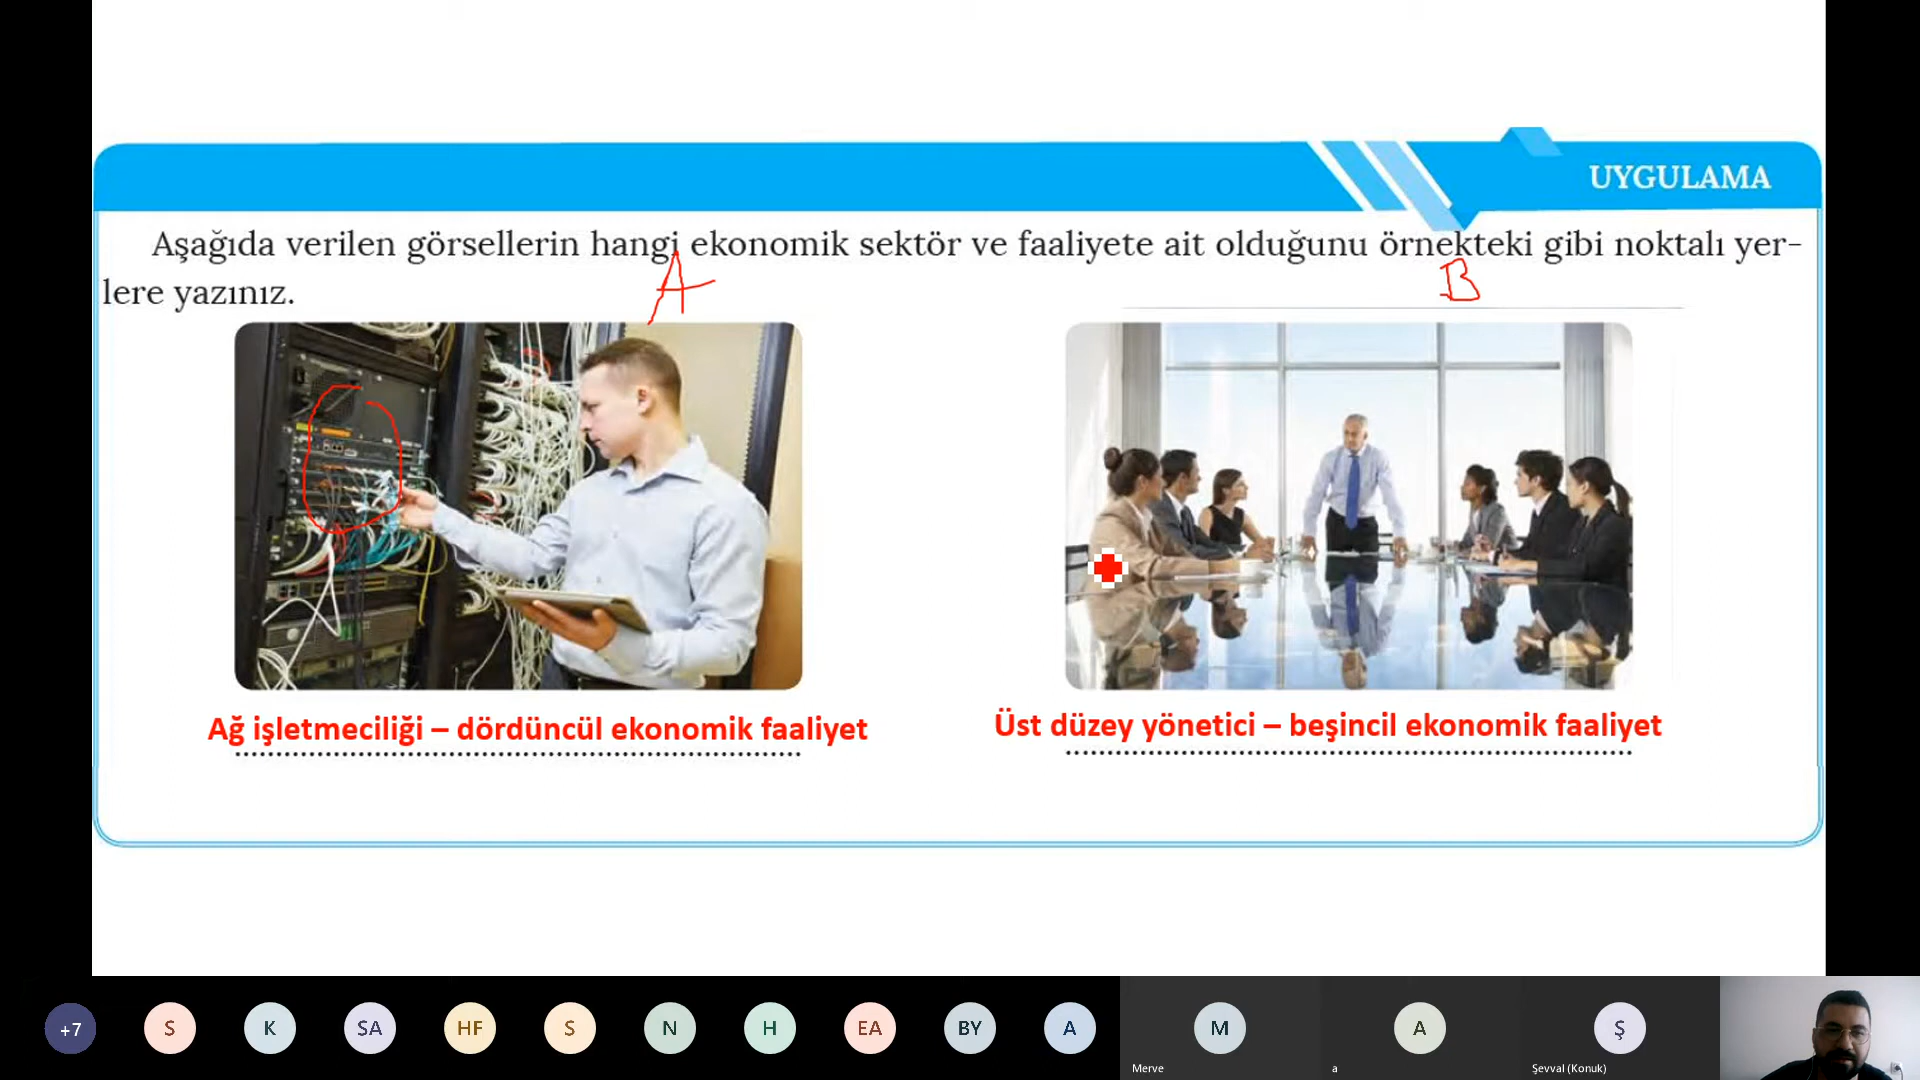 UYGULAMA
Aşağıda verilen görsellerin hangi ekonomik sektör ve faaliyete ait olduğunu örnekteki gibi noktalı yer-
lere yazınız.
A
B
Ağ işletmeciliği – dördüncül ekonomik faaliyet
Üst düzey yönetici – beşincil ekonomik faaliyet
+7
S
K
SA
HF
S
N
H
EA
BY
A
M
A
Ş
Merve
a
Şevval (Konuk)